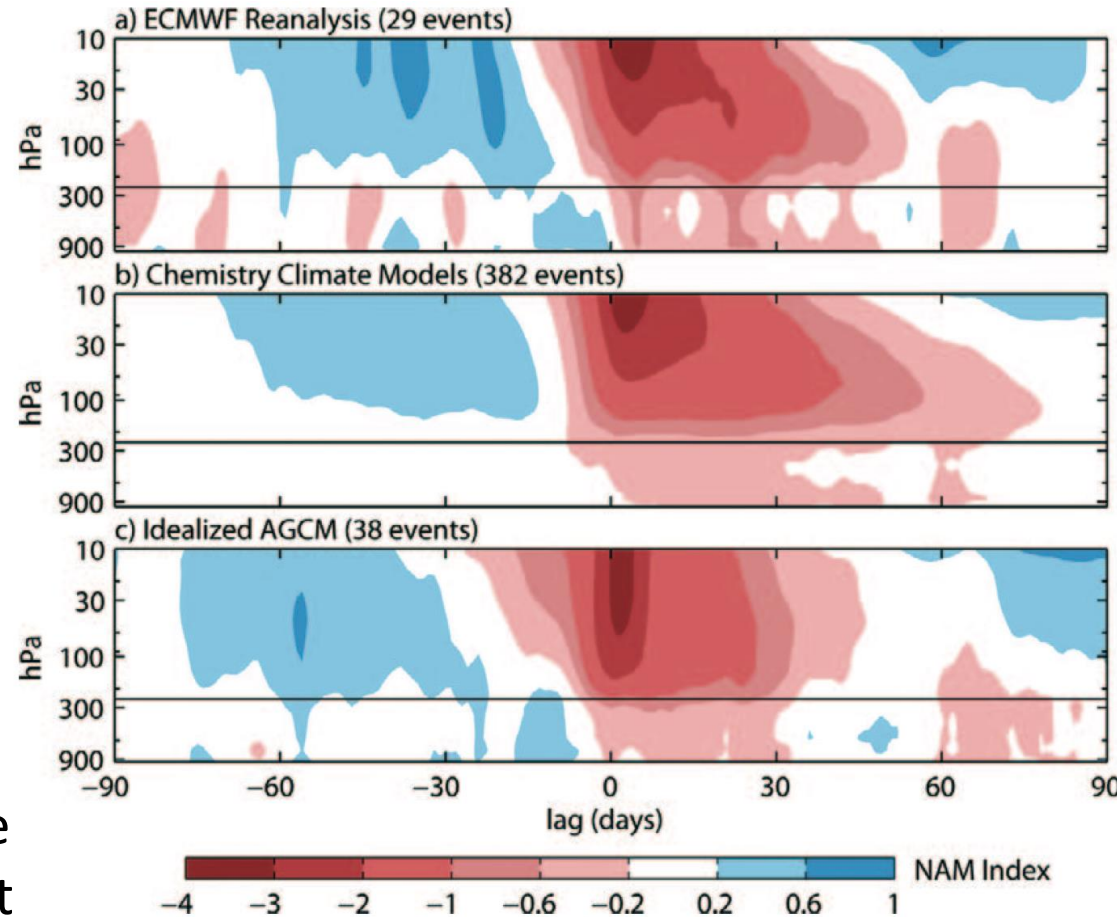 a) ECMWF Reanalysis (29 events)
10
30
100
300
900
hPa
b) Chemistry Climate Models (382 events)
10
30
100
300
900
hPa
c) Idealized AGCM (38 events)
10
30
100
300
900
hPa
−90 −60 −30 0 30 60 90
lag (days)
e
t
NAM Index
−4 −3 −2 −1 −0.6 −0.2 0.2 0.6 1